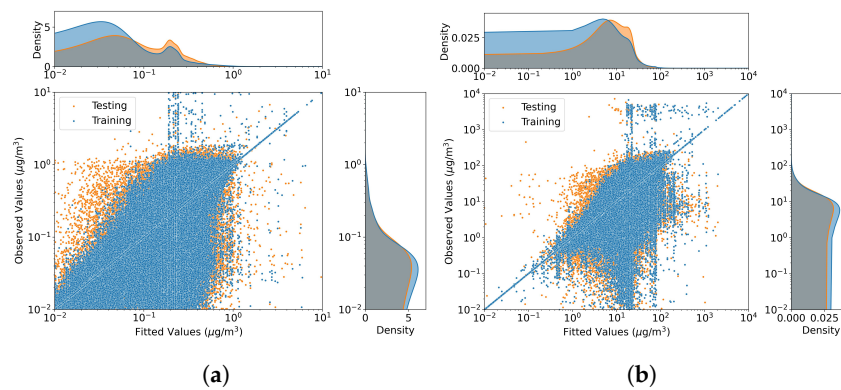 Density
5
0
10⁻² 10⁻¹ 10⁰ 10¹
10¹
10⁰
10⁻¹
10⁻²
Observed Values (μg/m³)
Testing
Training
10⁻² 10⁻¹ 10⁰ 10¹
Fitted Values (μg/m³)
10¹
10⁰
10⁻¹
10⁻²
0 5
Density
(a)
Density
0.025
0.000
10⁻² 10⁻¹ 10⁰ 10¹ 10² 10³ 10⁴
10⁴
10³
10²
10¹
10⁰
10⁻¹
10⁻²
Observed Values (μg/m³)
Testing
Training
10⁻² 10⁻¹ 10⁰ 10¹ 10² 10³ 10⁴
Fitted Values (μg/m³)
10⁴
10³
10²
10¹
10⁰
10⁻¹
10⁻²
0.000 0.025
Density
(b)